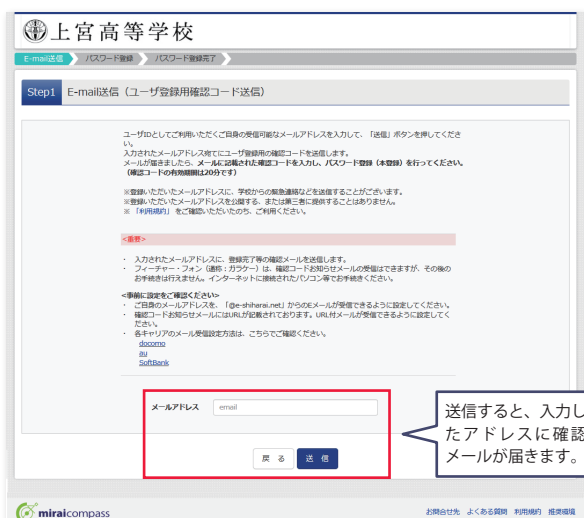 上宮高等学校
E-mail送信 パスワード登録 パスワード登録完了
Step1 E-mail送信（ユーザ登録用確認コード送信）
ユーザIDとしてご利用いただくご自身の受信可能なメールアドレスを入力して、「送信」ボタンを押してくださ
い。
入力されたメールアドレス宛てにユーザ登録用の確認コードを送信します。
メールが届きましたら、メールに記載された確認コードを入力し、パスワード登録（本登録）を行ってください。
（確認コードの有効期限は20分です）
※登録いただいたメールアドレスに、学校からの緊急連絡などを送信することがございます。
※登録いただいたメールアドレスを公開する、または第三者に提供することはありません。
※ 「利用規約」 をご確認いただいたのち、ご利用ください。
<重要>
・ 入力されたメールアドレスに、登録完了等の確認メールを送信します。
・ フィーチャー・フォン（通称：ガラケー）は、確認コードお知らせメールの受信はできますが、その後の
お手続きは行えません。インターネットに接続されたパソコン等でお手続きください。
<事前に設定をご確認ください>
・ ご自身のメールアドレスを、「@e-shiharai.net」からのEメールが受信できるように設定してください。
・ 確認コードお知らせメールにはURLが記載されております。URL付メールが受信できるように設定してく
ださい。
・ 各キャリアのメール受信設定方法は、こちらでご確認ください。
docomo
au
SoftBank
メールアドレス email
戻る 送信
送信すると、入力し
たアドレスに確認
メールが届きます。
miraicompass
お問合せ先 よくある質問 利用規約 推奨環境